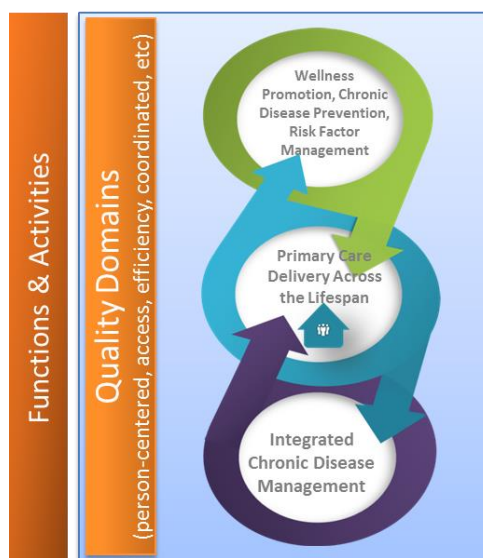 Functions & Activities
Quality Domains
(person-centered, access, efficiency, coordinated, etc)
Wellness
Promotion, Chronic
Disease Prevention,
Risk Factor
Management
Primary Care
Delivery Across
the Lifespan
Integrated
Chronic Disease
Management